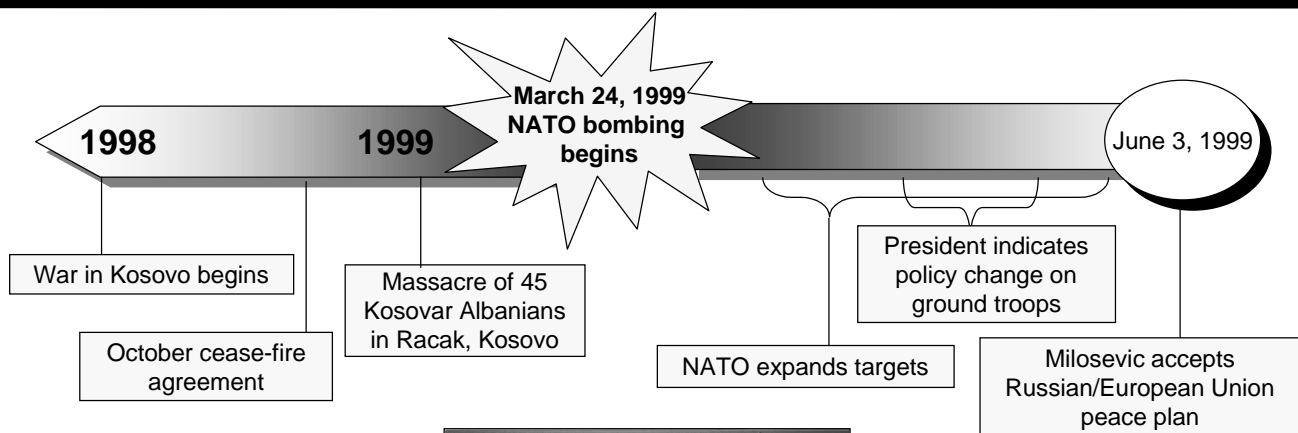 1998
1999
March 24, 1999
NATO bombing
begins
June 3, 1999
War in Kosovo begins
October cease-fire
agreement
Massacre of 45
Kosovar Albanians
in Racak, Kosovo
NATO expands targets
President indicates
policy change on
ground troops
Milosevic accepts
Russian/European Union
peace plan